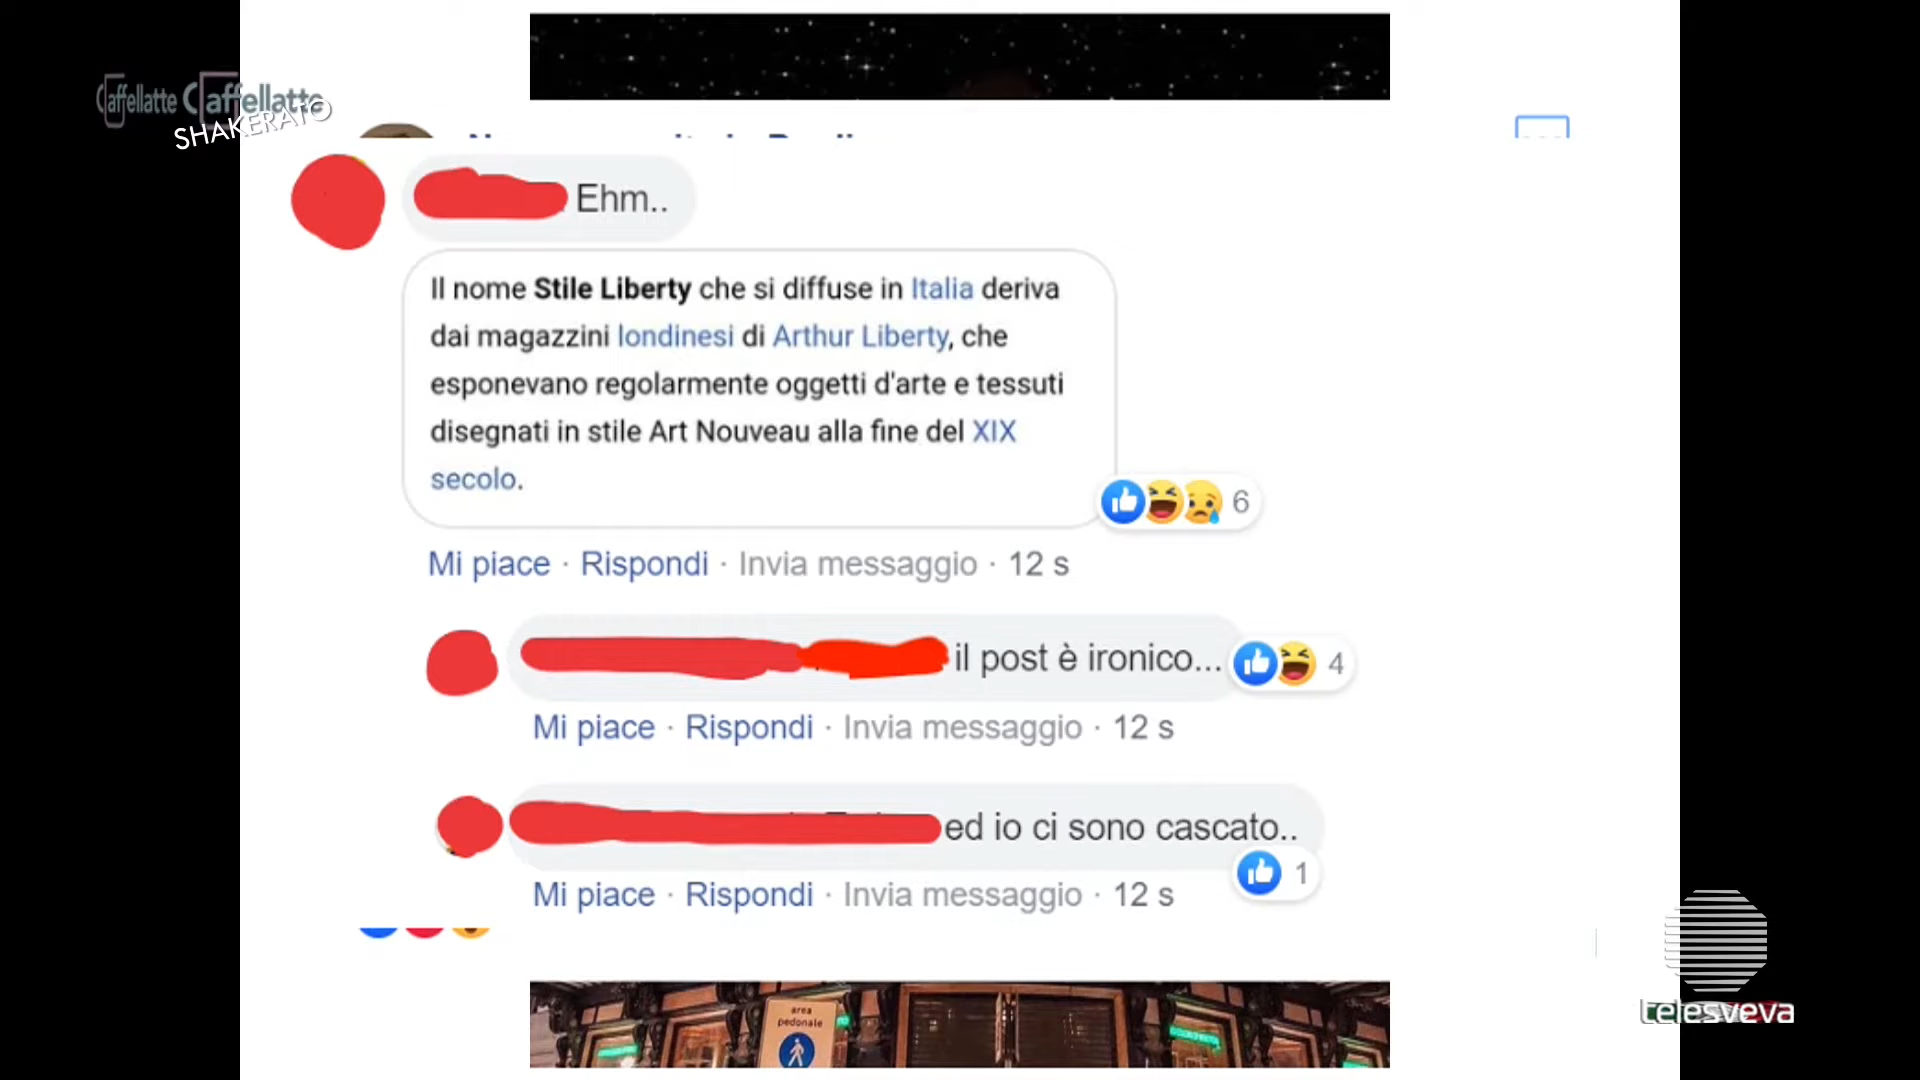 Caffellatte Caffellatte
SHAKERATO
Ehm..
Il nome Stile Liberty che si diffuse in Italia deriva
dai magazzini londinesi di Arthur Liberty, che
esponevano regolarmente oggetti d'arte e tessuti
disegnati in stile Art Nouveau alla fine del XIX
secolo.
6
Mi piace · Rispondi · Invia messaggio · 12 s
il post è ironico...
4
Mi piace · Rispondi · Invia messaggio · 12 s
ed io ci sono cascato..
1
Mi piace · Rispondi · Invia messaggio · 12 s
area
pedonale
telesveva